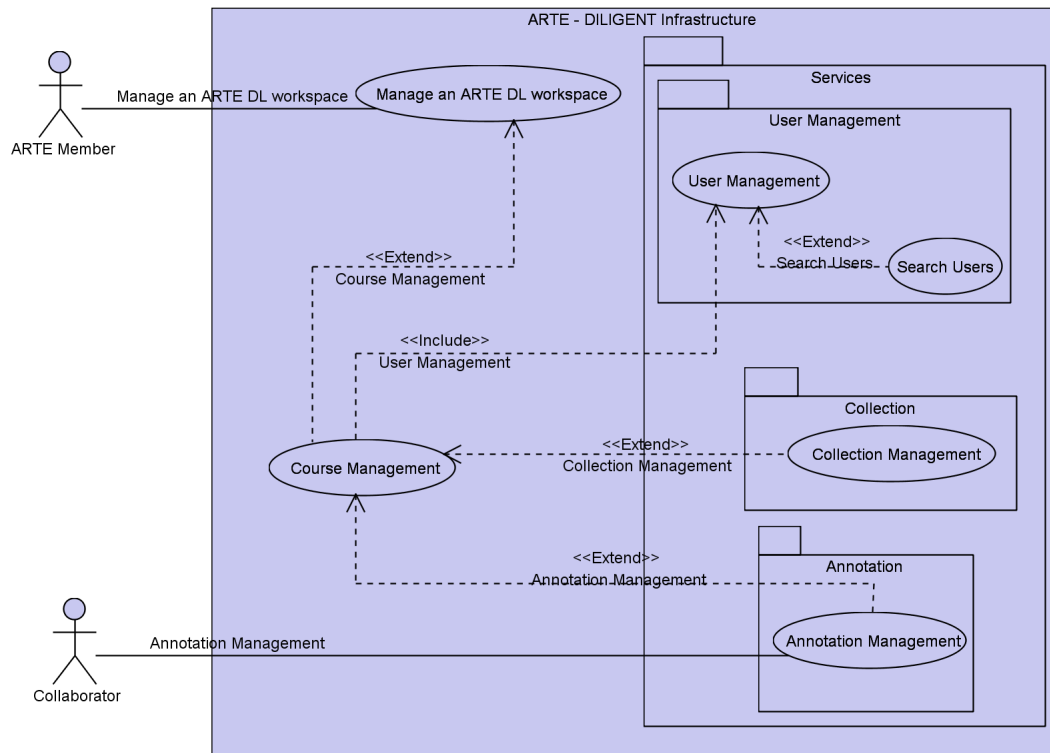 ARTE - DILIGENT Infrastructure
Services
Manage an ARTE DL workspace
Manage an ARTE DL workspace
ARTE Member
User Management
User Management
<<Extend>>
Search Users
Search Users
<<Extend>>
Course Management
<<Include>>
User Management
Collection
<<Extend>>
Collection Management
Collection Management
Course Management
<<Extend>>
Annotation Management
Annotation
Annotation Management
Annotation Management
Collaborator